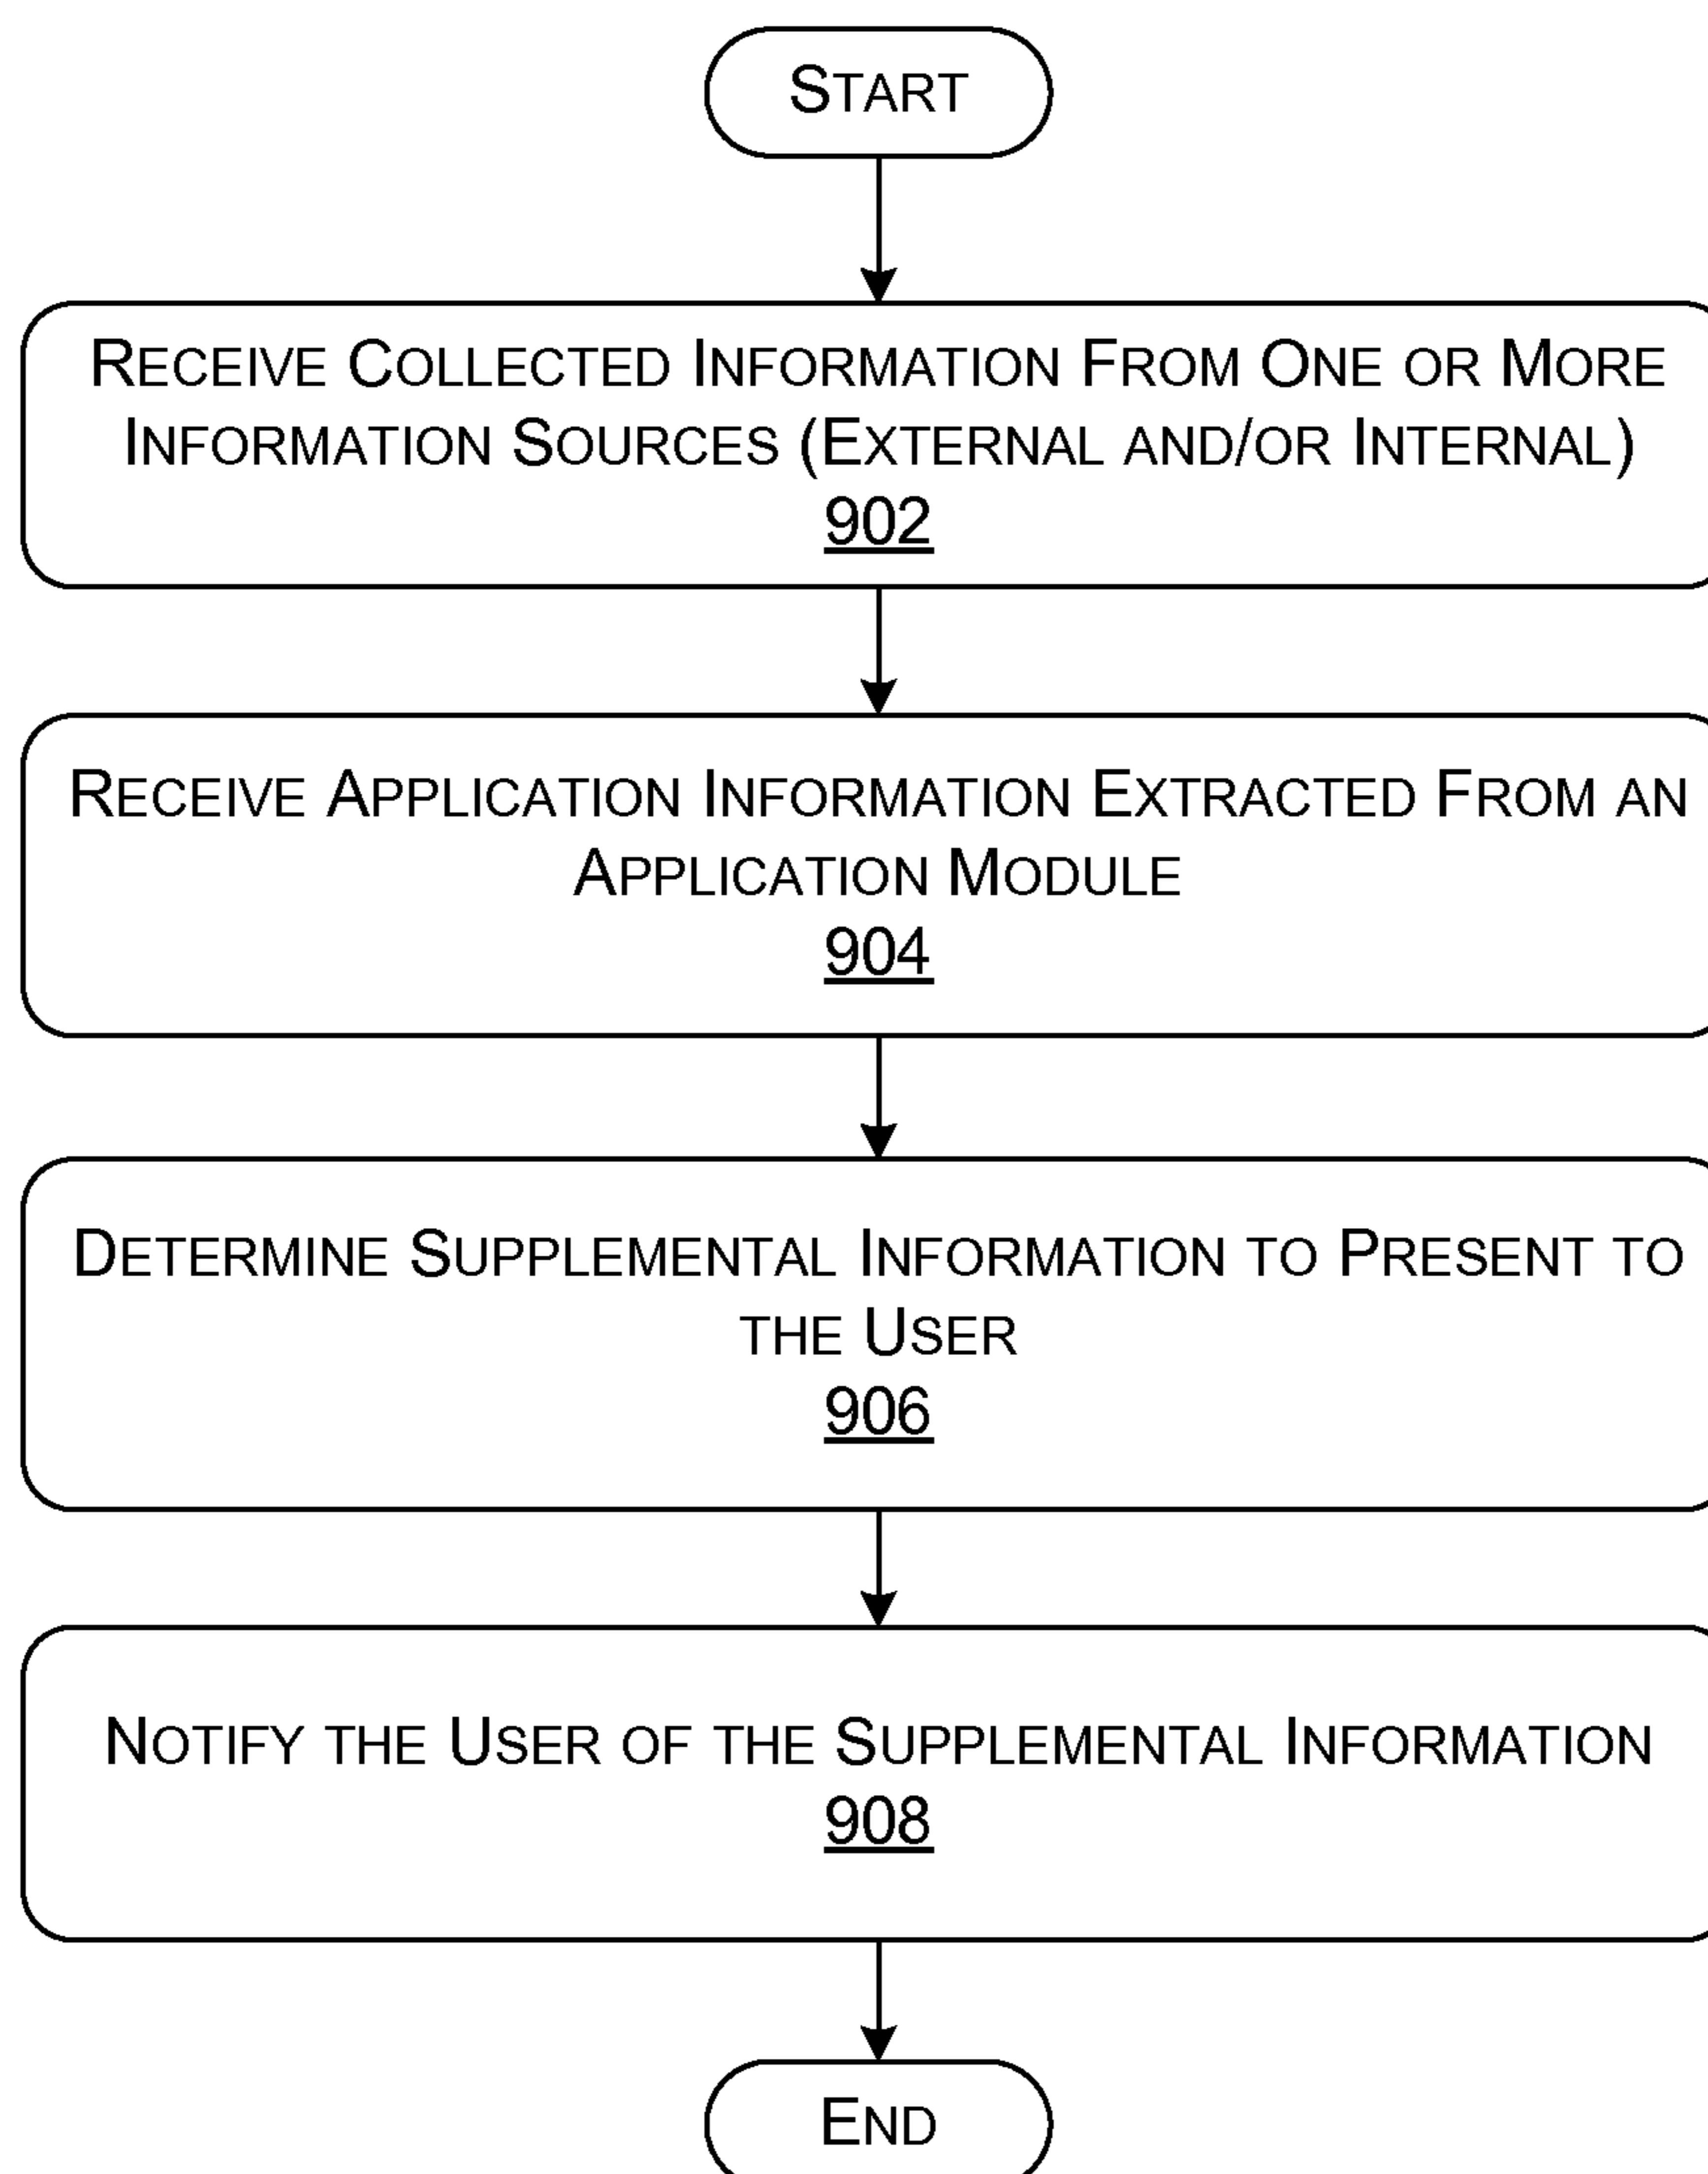 START
RECEIVE COLLECTED INFORMATION FROM ONE OR MORE
INFORMATION SOURCES (EXTERNAL AND/OR INTERNAL)
902
RECEIVE APPLICATION INFORMATION EXTRACTED FROM AN
APPLICATION MODULE
904
DETERMINE SUPPLEMENTAL INFORMATION TO PRESENT TO
THE USER
906
NOTIFY THE USER OF THE SUPPLEMENTAL INFORMATION
908
END